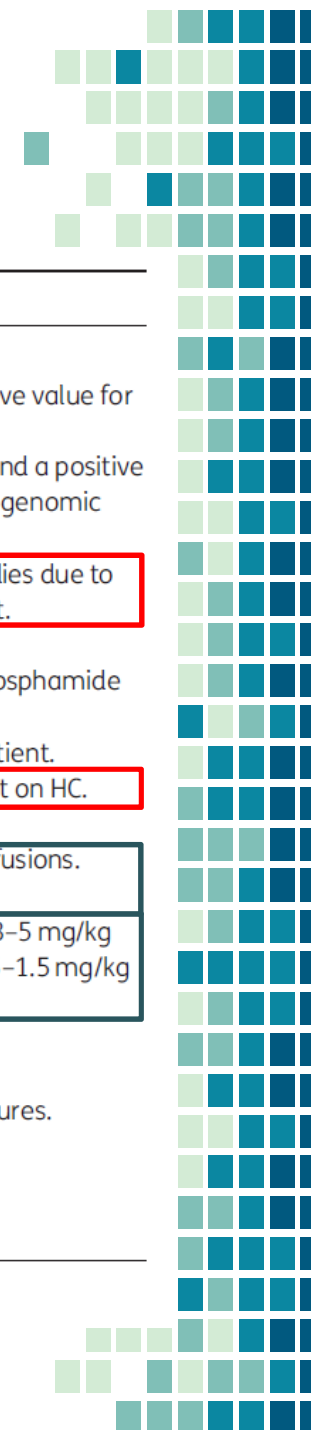 ve value for
nd a positive
genomic
lies due to
t.
osphamide
tient.
t on HC.
fusions.
3–5 mg/kg
–1.5 mg/kg
ures.